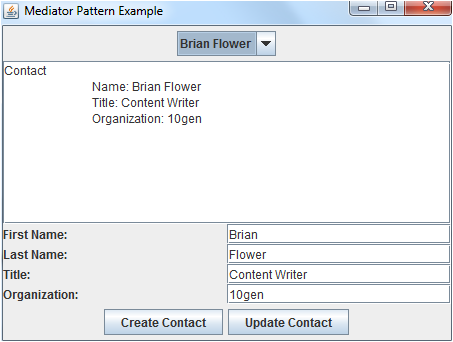 Mediator Pattern Example
Brian Flower
Contact
Name: Brian Flower
Title: Content Writer
Organization: 10gen
First Name: Brian
Last Name: Flower
Title: Content Writer
Organization: 10gen
Create Contact Update Contact